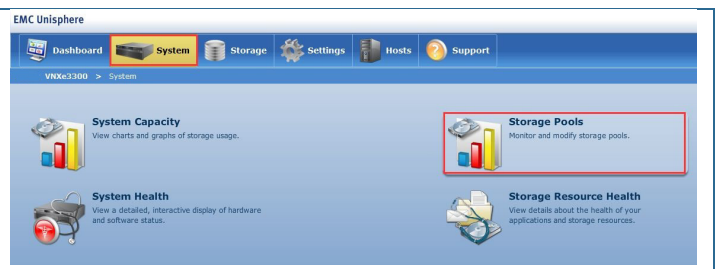 EMC Unisphere
Dashboard System Storage Settings Hosts Support
VNXe3300 > System
System Capacity
View charts and graphs of storage usage.
Storage Pools
Monitor and modify storage pools.
System Health
View a detailed, interactive display of hardware
and software status.
Storage Resource Health
View details about the health of your
applications and storage resources.